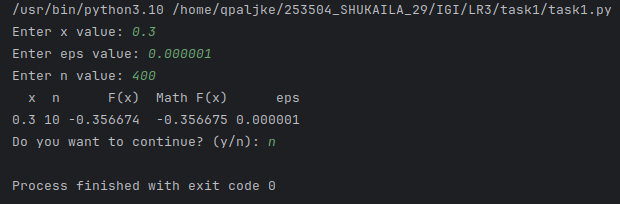 /usr/bin/python3.10 /home/qpaljke/253504_SHUKAILA_29/IGI/LR3/task1/task1.py
Enter x value: 0.3
Enter eps value: 0.000001
Enter n value: 400
x n F(x) Math F(x) eps
0.3 10 -0.356674 -0.356675 0.000001
Do you want to continue? (y/n): n
Process finished with exit code 0